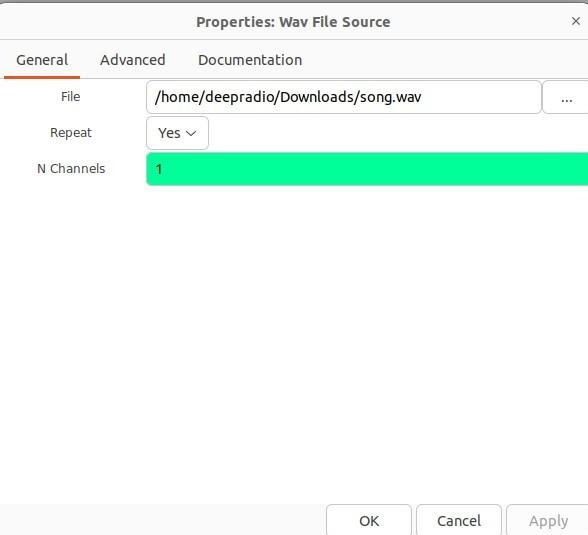 Properties: Wav File Source ×
General Advanced Documentation
File /home/deepradio/Downloads/song.wav ...
Repeat Yes
N Channels 1
OK Cancel Apply